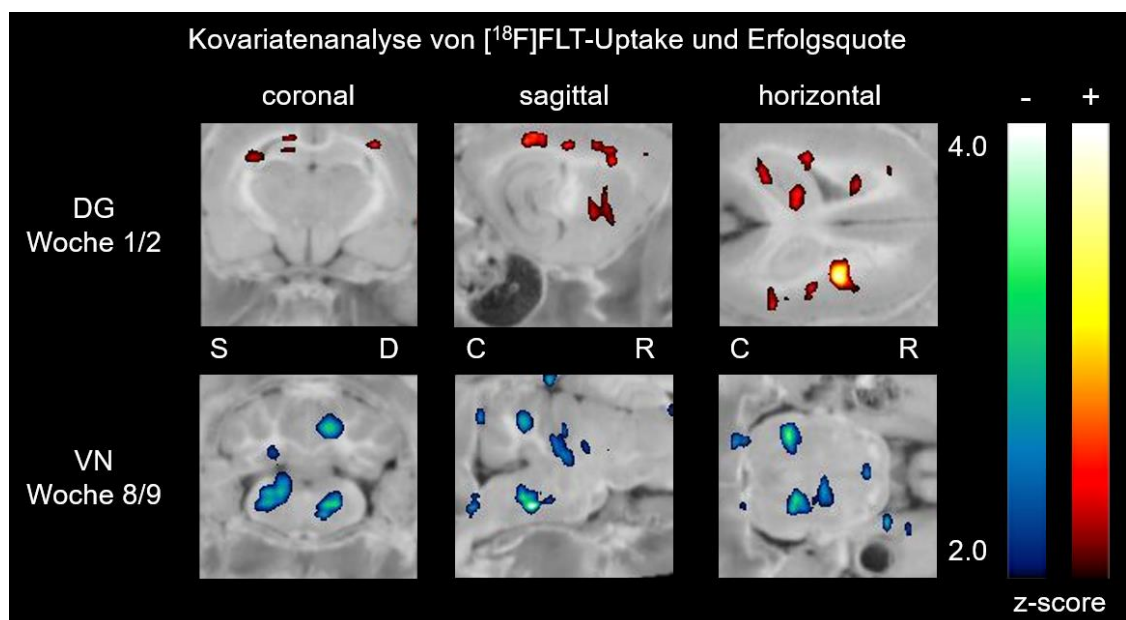 Kovariatenanalyse von [¹⁸F]FLT-Uptake und Erfolgsquote
coronal sagittal horizontal - +
4.0
DG
Woche 1/2
S D C R C R
VN
Woche 8/9
2.0
z-score